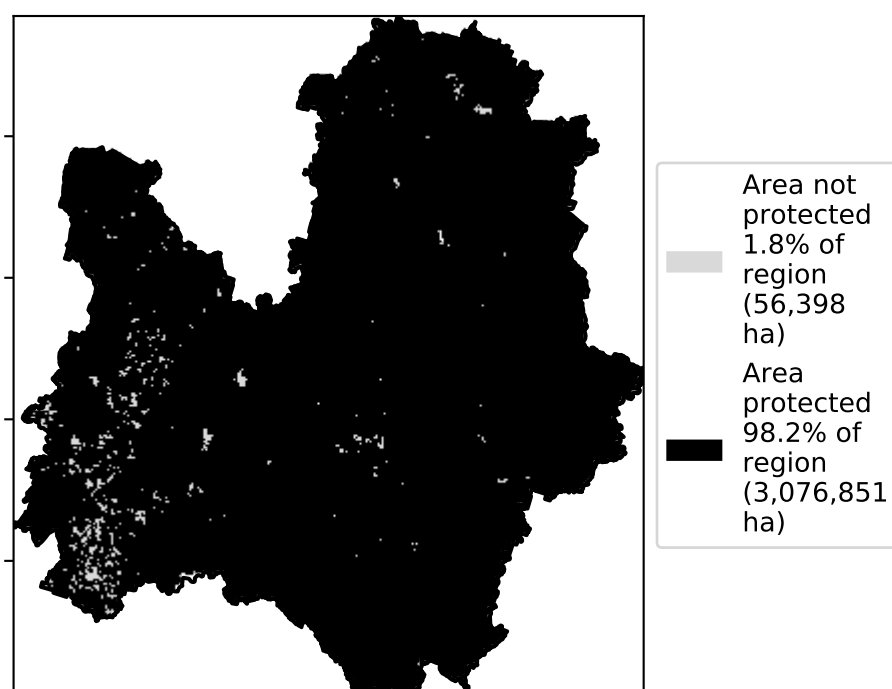 Area not
protected
1.8% of
region
(56,398
ha)
Area
protected
98.2% of
region
(3,076,851
ha)